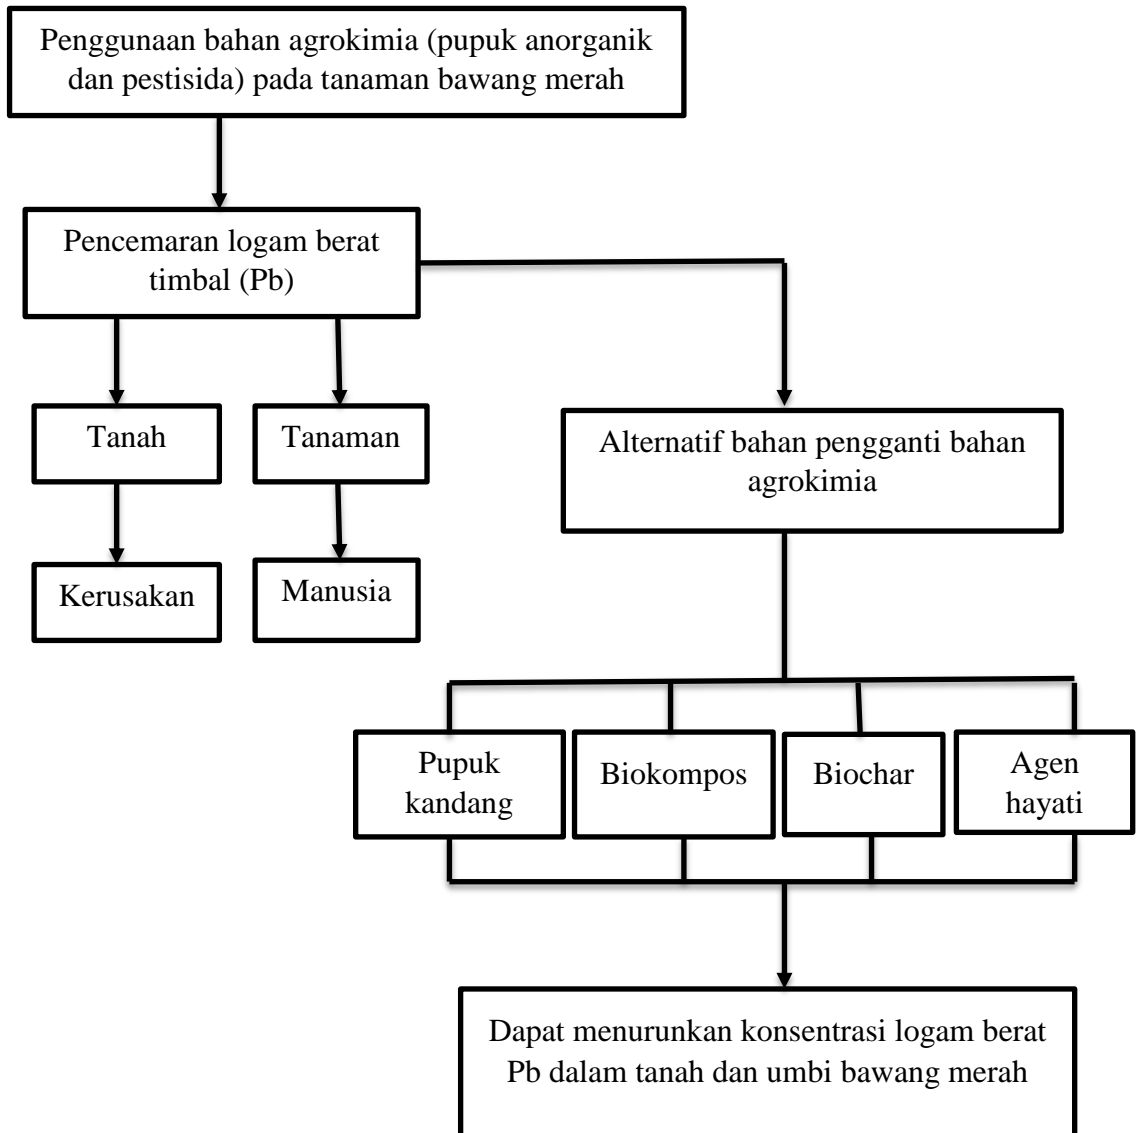 Penggunaan bahan agrokimia (pupuk anorganik
dan pestisida) pada tanaman bawang merah
Pencemaran logam berat
timbal (Pb)
Tanah
Tanaman
Alternatif bahan pengganti bahan
agrokimia
Kerusakan
Manusia
Pupuk
kandang
Biokompos
Biochar
Agen
hayati
Dapat menurunkan konsentrasi logam berat
Pb dalam tanah dan umbi bawang merah